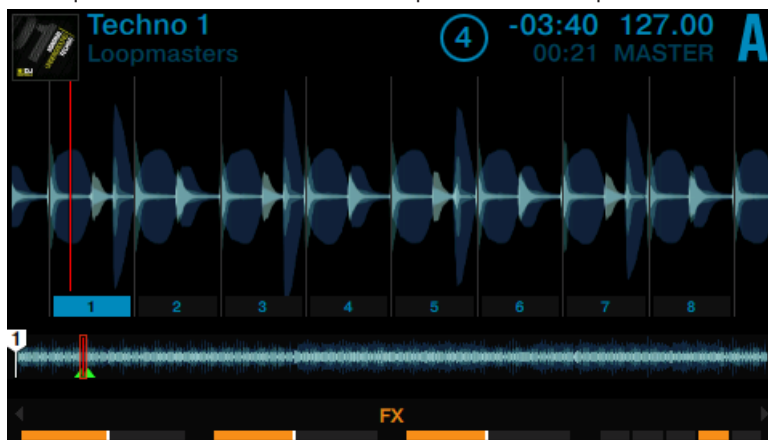 Techno 1
Loopmasters
4
-03:40 127.00
00:21 MASTER
A
1 2 3 4 5 6 7 8
1
FX